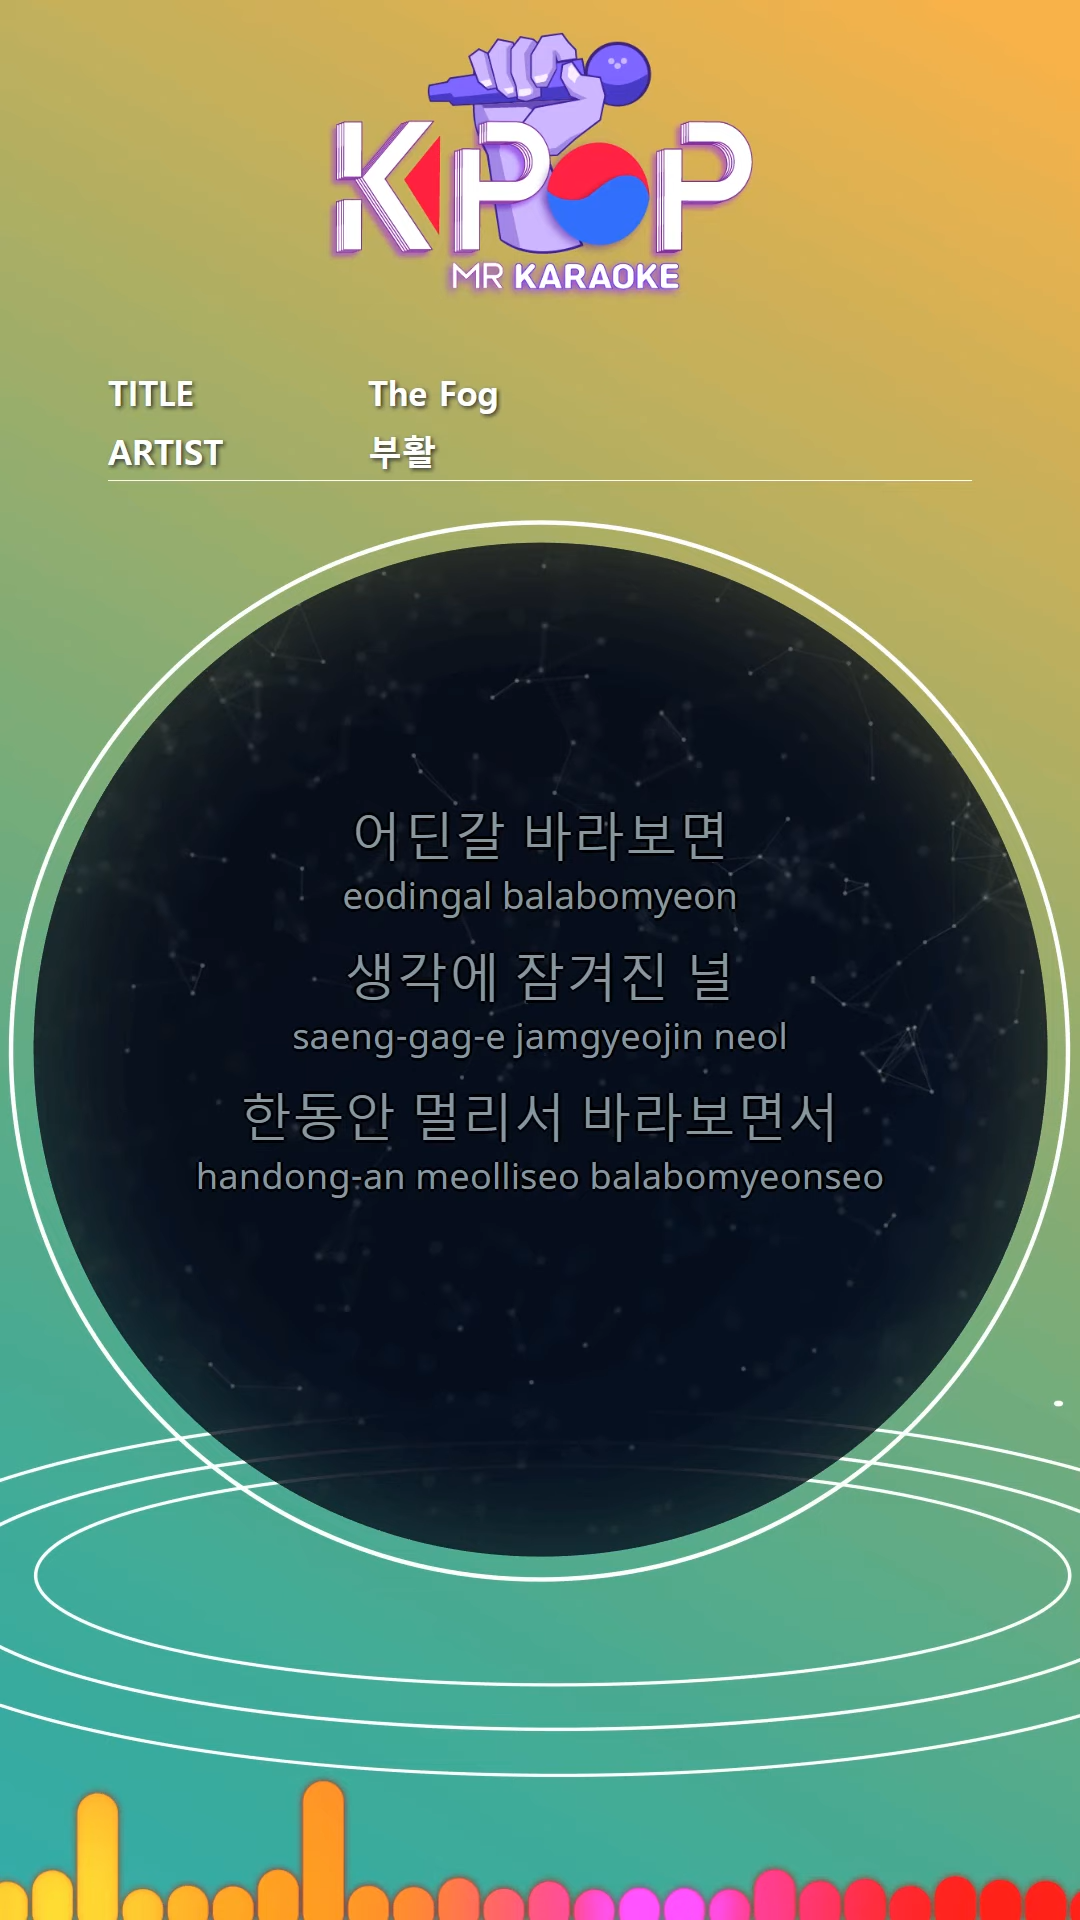 KPOP
MR KARAOKE
TITLE The Fog
ARTIST 부활
어딘갈 바라보면
eodingal balabomyeon
생각에 잠겨진 널
saeng-gag-e jamgyeojin neol
한동안 멀리서 바라보면서
handong-an meolliseo balabomyeonseo